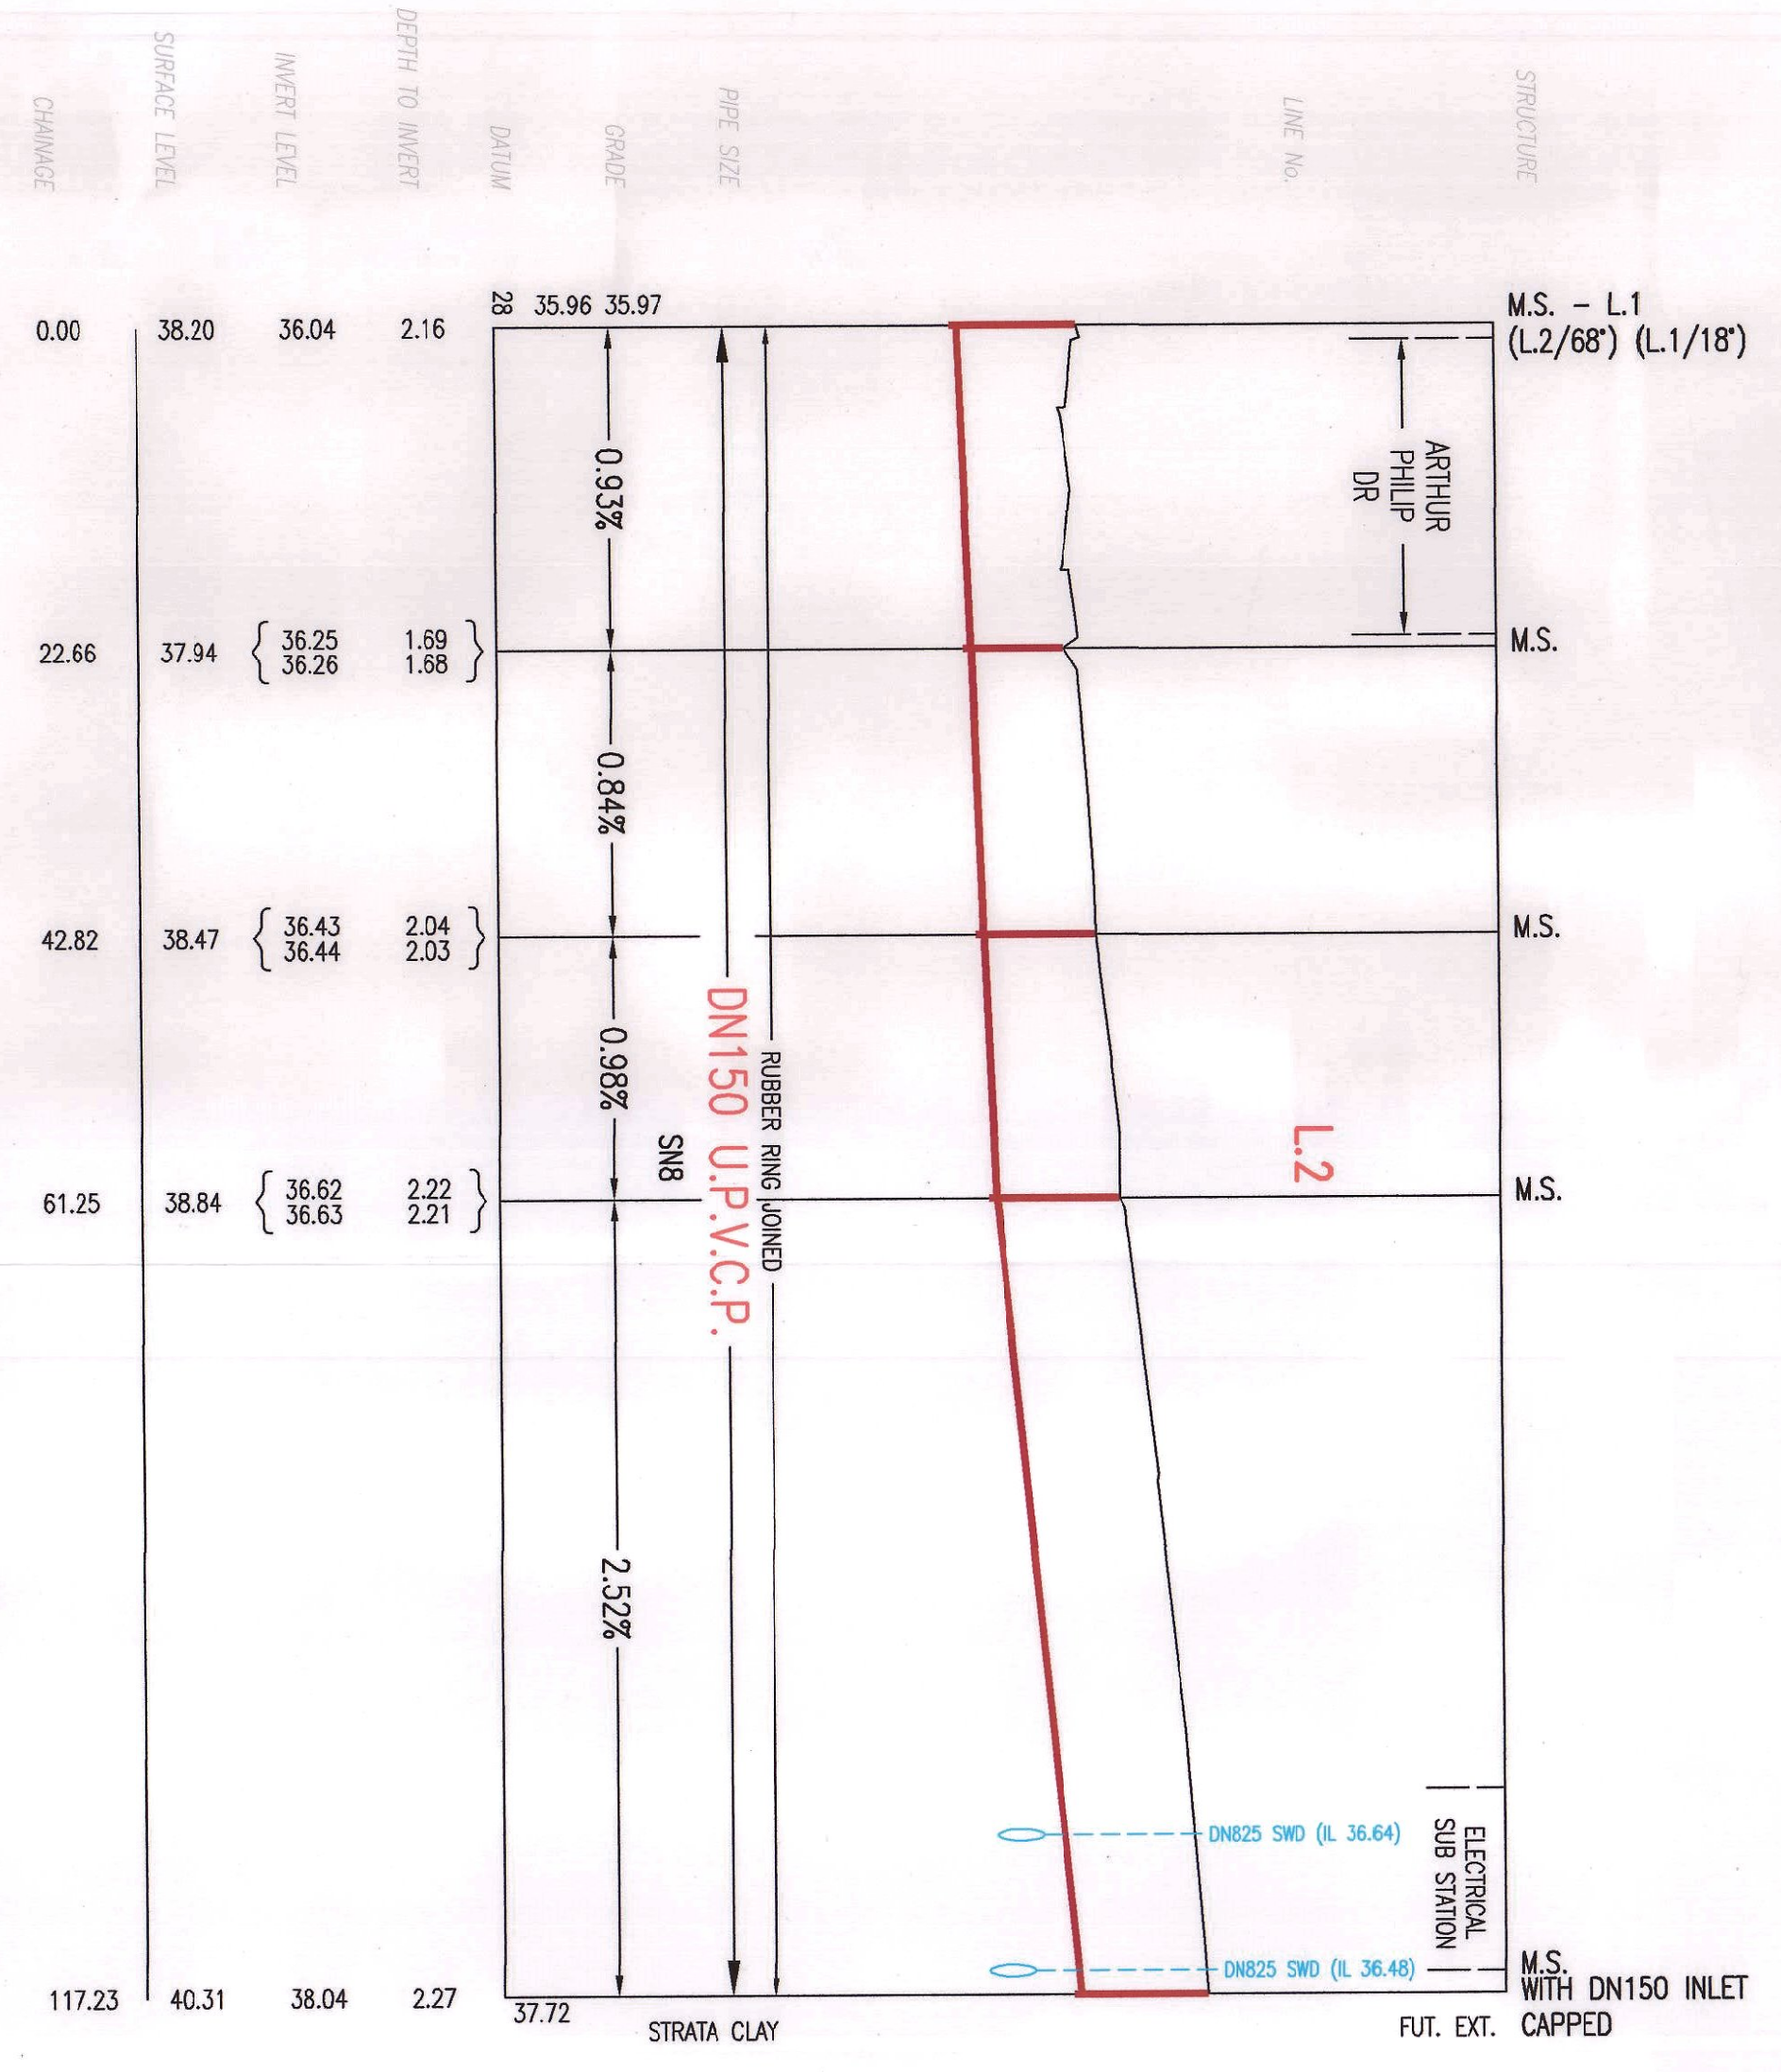 STRUCTURE
LINE No.
PIPE SIZE
GRADE
DATUM
DEPTH TO INVERT
INVERT LEVEL
SURFACE LEVEL
CHAINAGE
M.S. - L.1
(L.2/68°) (L.1/18°)
28 35.96 35.97
0.00 38.20 36.04 2.16
ARTHUR
PHILIP
DR
0.93%
M.S.
22.66 37.94 { 36.25 1.69 }
36.26 1.68
0.84%
M.S.
42.82 38.47 { 36.43 2.04 }
36.44 2.03
0.98%
SN8
DN150 U.P.V.C.P.
RUBBER RING JOINED
L.2
M.S.
61.25 38.84 { 36.62 2.22 }
36.63 2.21
2.52%
DN825 SWD (IL 36.64)
ELECTRICAL
SUB STATION
DN825 SWD (IL 36.48)
M.S.
WITH DN150 INLET
FUT. EXT. CAPPED
117.23 40.31 38.04 2.27
37.72
STRATA CLAY